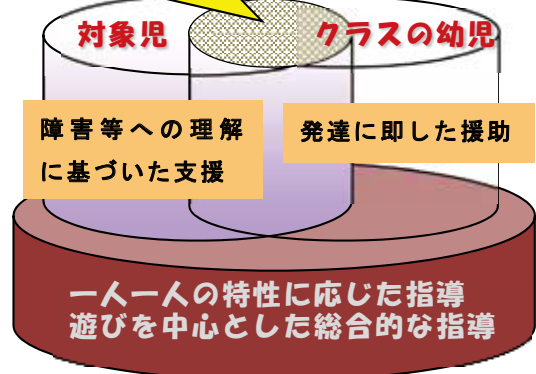 対象児
クラスの幼児
障害等への理解
に基づいた支援
発達に即した援助
一人一人の特性に応じた指導
遊びを中心とした総合的な指導